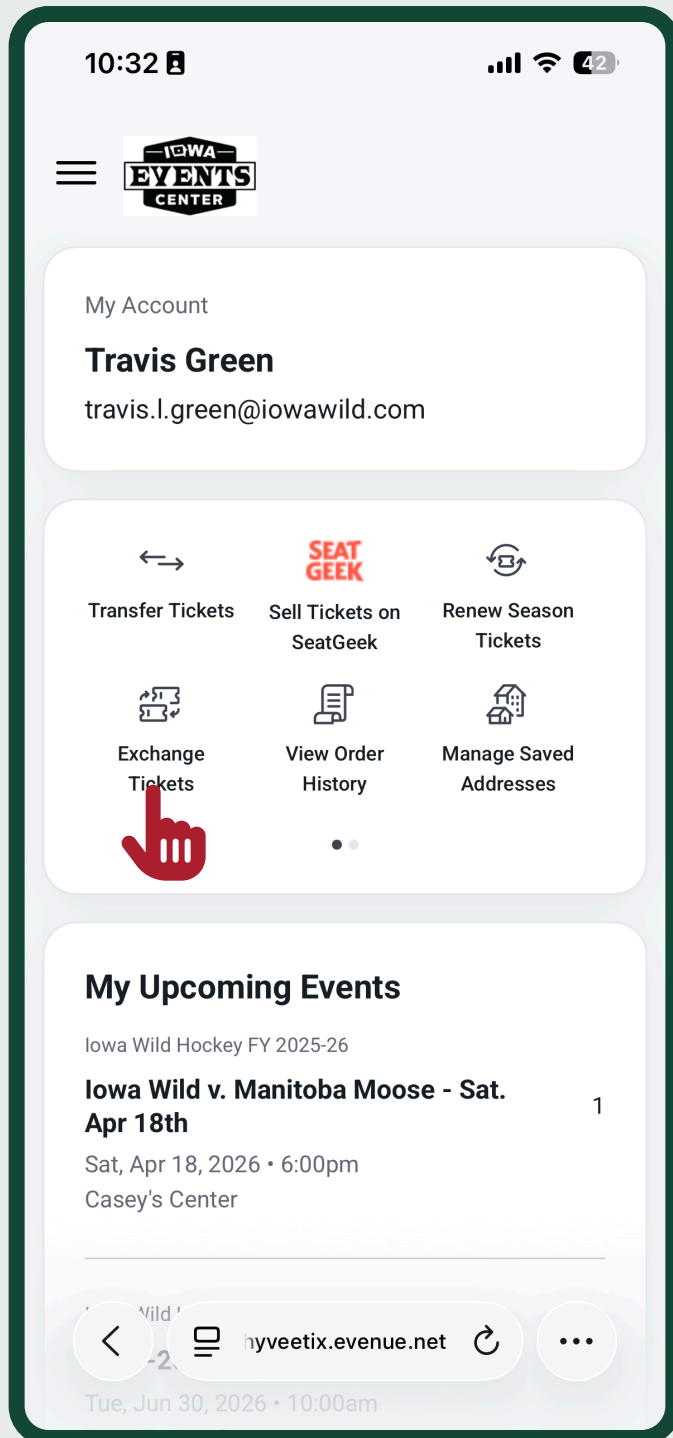 10:32
42
IOWA
EVENTS
CENTER
My Account
Travis Green
travis.l.green@iowawild.com
SEAT
GEEK
Transfer Tickets
Sell Tickets on
SeatGeek
Renew Season
Tickets
Exchange
Tickets
View Order
History
Manage Saved
Addresses
My Upcoming Events
Iowa Wild Hockey FY 2025-26
Iowa Wild v. Manitoba Moose - Sat.
Apr 18th
1
Sat, Apr 18, 2026 • 6:00pm
Casey's Center
Wild
hyveetix.evenue.net
-2
Tue, Jun 30, 2026 • 10:00am